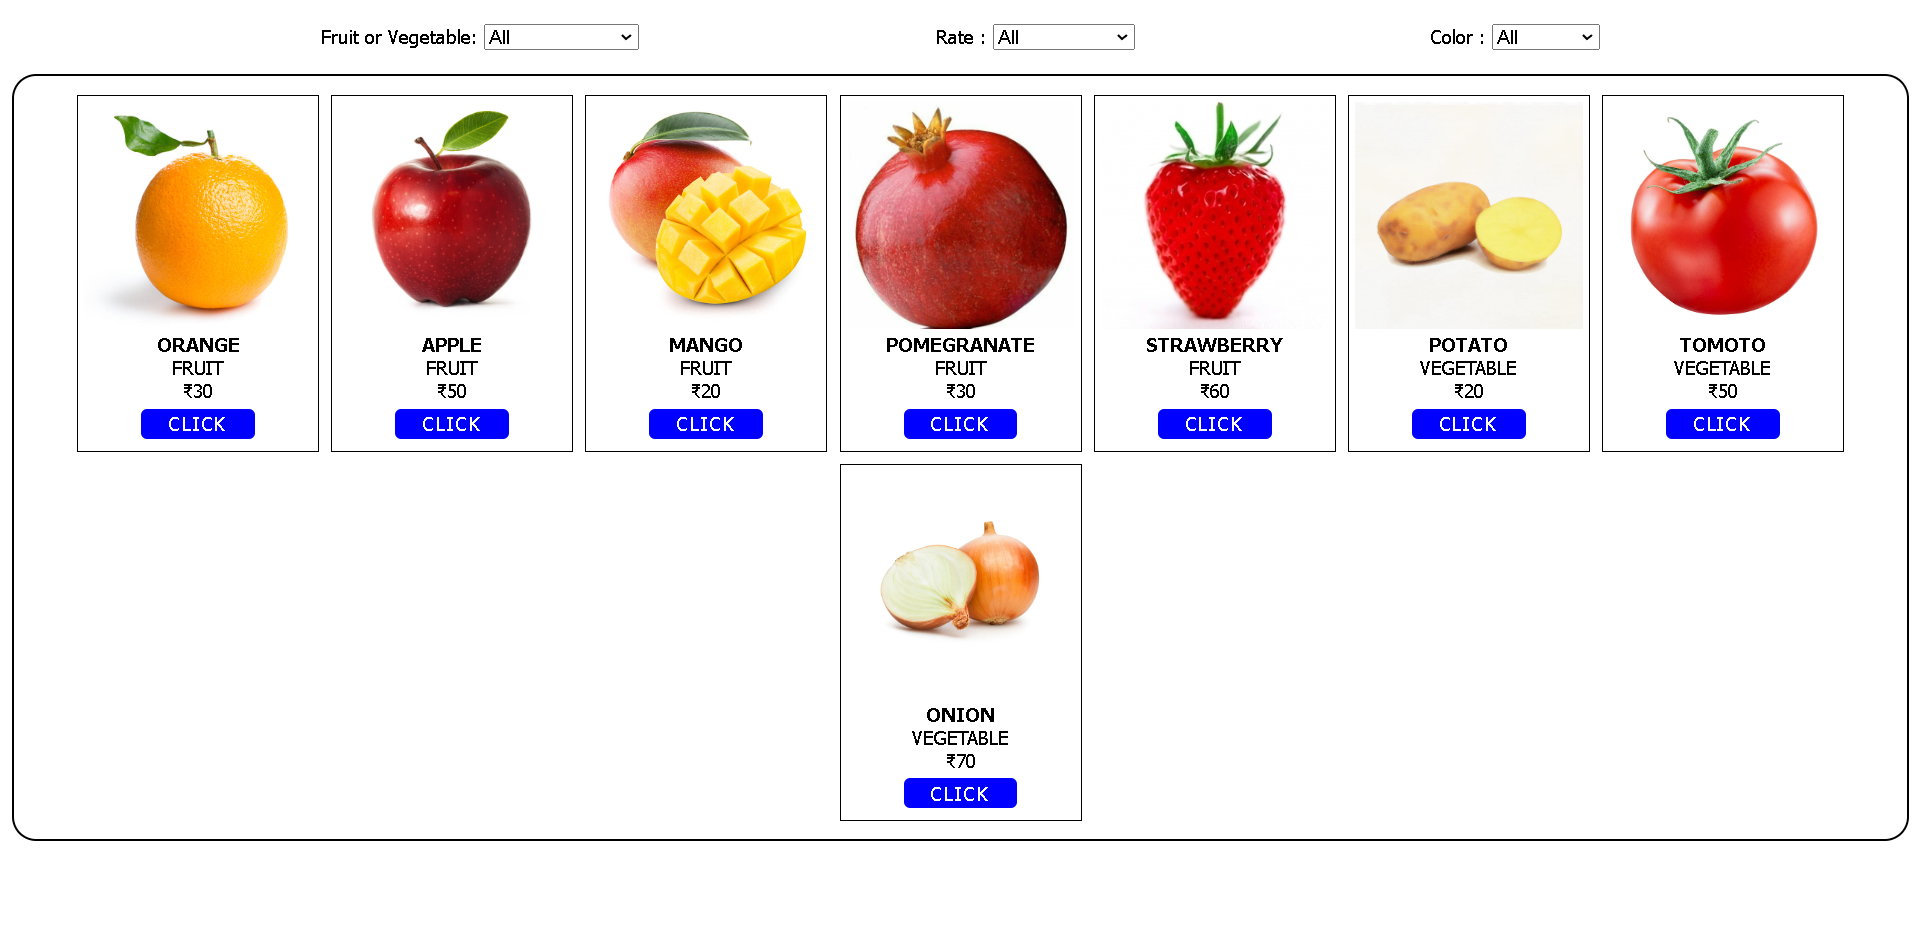 Fruit or Vegetable: All Rate : All Color : All
ORANGE
FRUIT
₹30
CLICK
APPLE
FRUIT
₹50
CLICK
MANGO
FRUIT
₹20
CLICK
POMEGRANATE
FRUIT
₹30
CLICK
STRAWBERRY
FRUIT
₹60
CLICK
POTATO
VEGETABLE
₹20
CLICK
TOMOTO
VEGETABLE
₹50
CLICK
ONION
VEGETABLE
₹70
CLICK